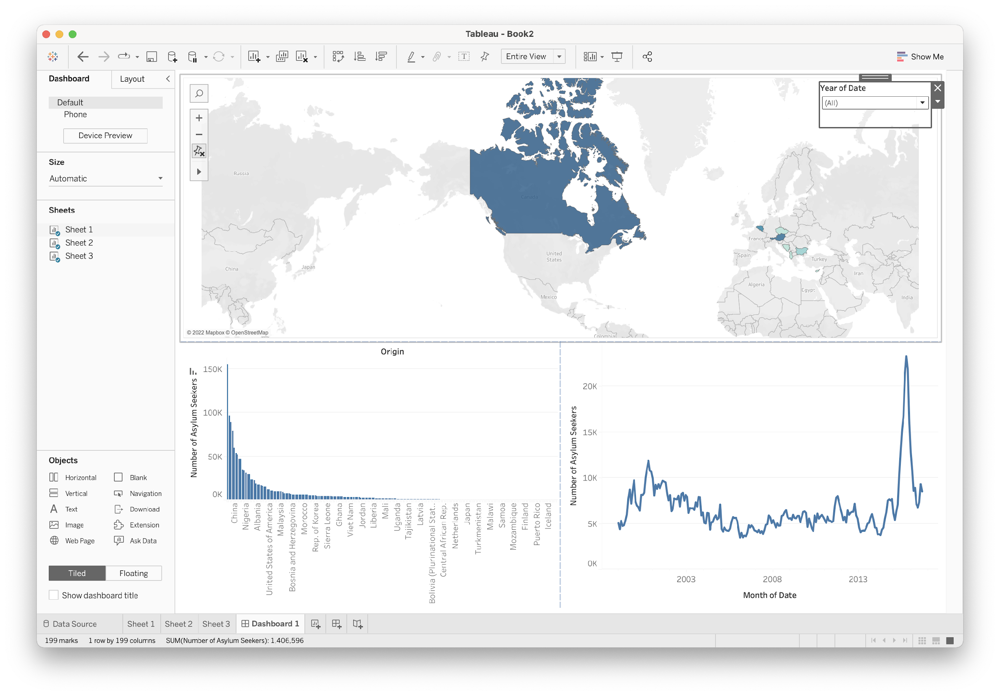 Tableau - Book2
Entire View
Show Me
Dashboard
Layout
Default
Phone
Device Preview
Size
Automatic
Sheets
Sheet 1
Sheet 2
Sheet 3
Objects
Horizontal
Blank
Vertical
Navigation
Text
Download
Image
Extension
Web Page
Ask Data
Tiled
Floating
Show dashboard title
Year of Date
(All)
Russia
Canada
China
Japan
United
States
Mexico
Colombia
France
Spain
Turkey
Algeria
Egypt
Iran
India
© 2022 Mapbox © OpenStreetMap
Origin
Number of Asylum Seekers
150K
100K
50K
0K
China
Nigeria
Albania
United States of America
Malaysia
Bosnia and Herzegovina
Morocco
Rep. of Korea
Sierra Leone
Ghana
Viet Nam
Jordan
Liberia
Mali
Uganda
Tajikistan
Latvia
Bolivia (Plurinational Stat..
Central African Rep.
Netherlands
Japan
Turkmenistan
Malawi
Samoa
Mozambique
Finland
Puerto Rico
Iceland
Number of Asylum Seekers
20K
15K
10K
5K
0K
2003
2008
2013
Month of Date
Data Source
Sheet 1
Sheet 2
Sheet 3
Dashboard 1
199 marks
1 row by 199 columns
SUM(Number of Asylum Seekers): 1,406,596